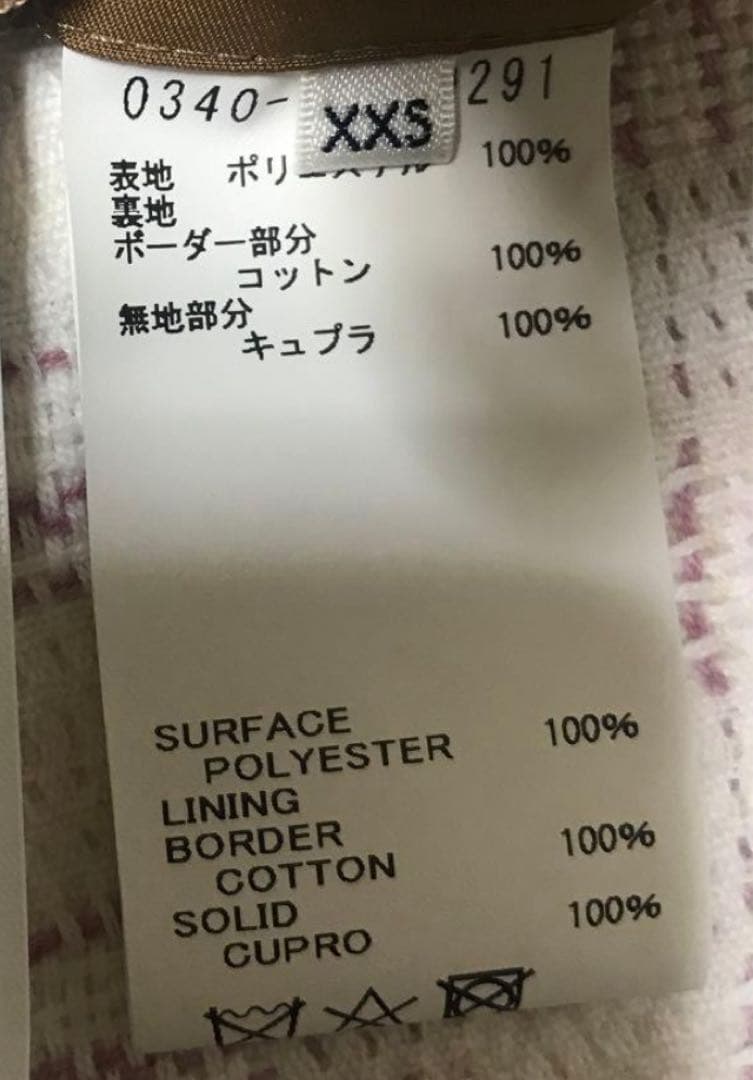 0340-
XXS
291
表地 100%
裏地
ボーダー部分
コットン 100%
無地部分
キュプラ 100%
SURFACE
POLYESTER 100%
LINING
BORDER
COTTON 100%
SOLID
CUPRO 100%